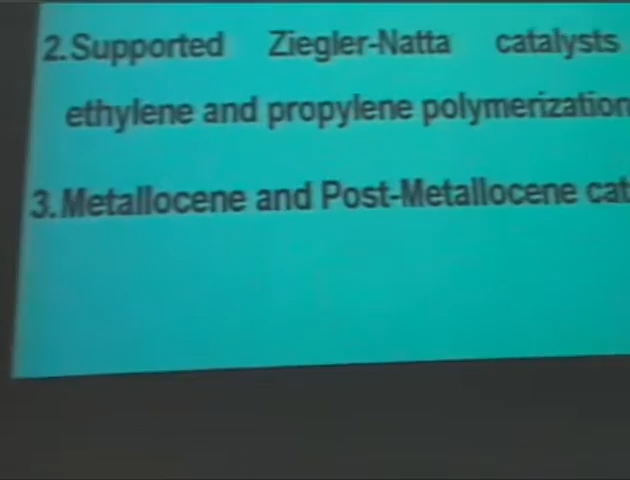 2.Supported Ziegler-Natta catalysts
ethylene and propylene polymerization
3.Metallocene and Post-Metallocene